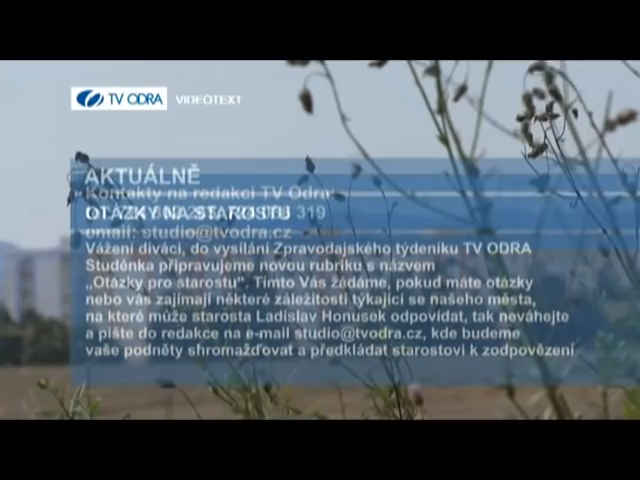 TV ODRA VIDEOTEXT
AKTUÁLNĚ
Kontakty na redakci TV Odra:
OTÁZKY NA STAROSTU
319
email: studio@tvodra.cz
Vážení diváci, do vysílání Zpravodajského týdeníku TV ODRA
Studénka připravujeme novou rubriku s názvem
„Otázky pro starostu“. Tímto Vás žádáme, pokud máte otázky
nebo vás zajímají některé záležitosti týkající se našeho města,
na které může starosta Ladislav Honusek odpovídat, tak neváhejte
a pište do redakce na e-mail studio@tvodra.cz, kde budeme
vaše podněty shromažďovat a předkládat starostovi k zodpovězení